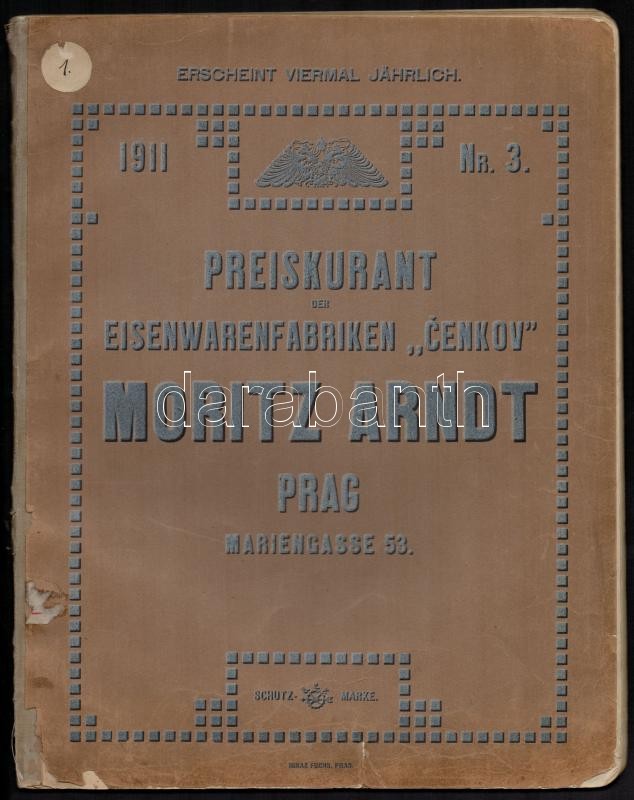 1.
ERSCHEINT VIERMAL JÄHRLICH.
1911
NR. 3.
PREISKURANT
DER
EISENWARENFABRIKEN „ČENKOV”
MORITZ ARNDT
darabanth
PRAG
MARIENGASSE 53.
SCHUTZ- MARKE.
IGNAZ FUCHS, PRAG.